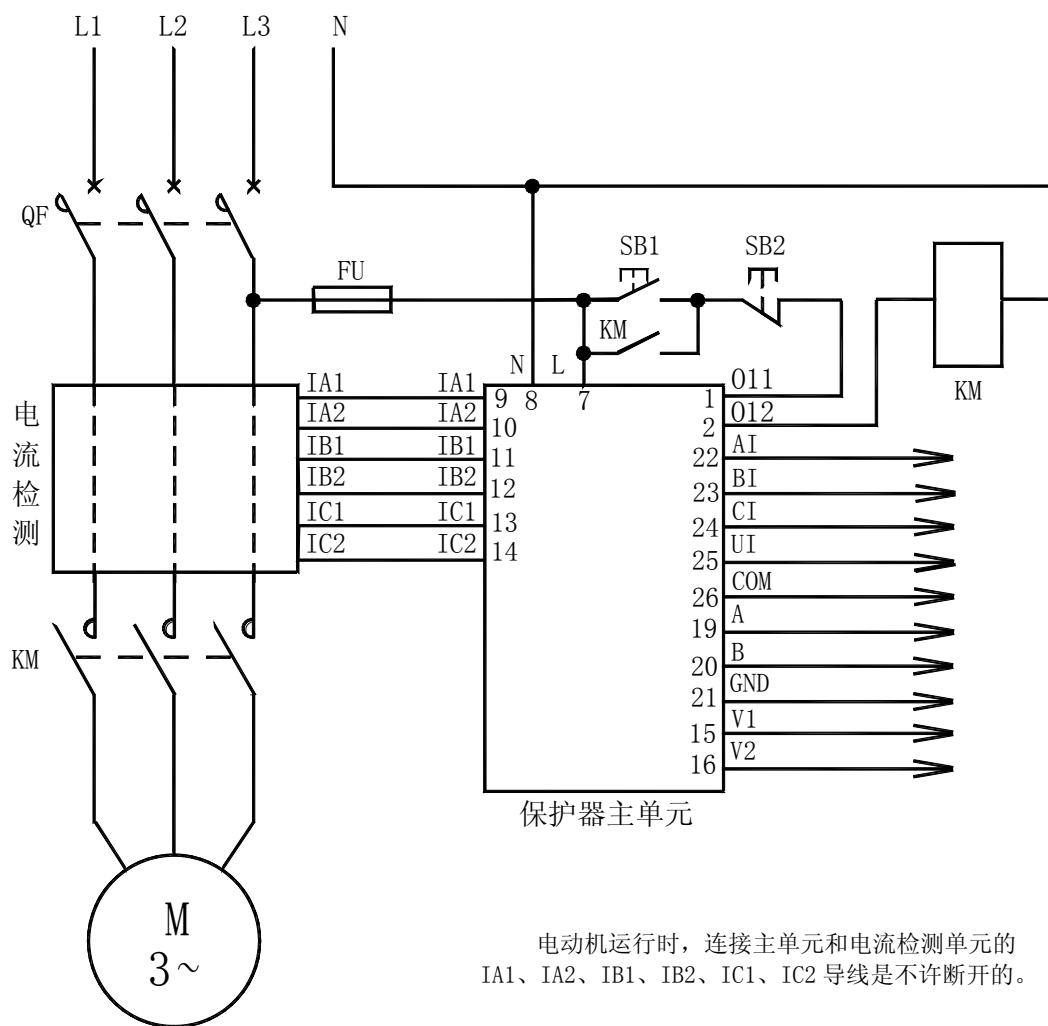 L1 L2 L3 N
QF
FU
SB1 SB2
KM
KM
N L
8 7
电流检测
IA1 IA1 9
IA2 IA2 10
IB1 IB1 11
IB2 IB2 12
IC1 IC1 13
IC2 IC2 14
1 O11
2 O12
22 AI
23 BI
24 CI
25 UI
26 COM
19 A
20 B
21 GND
15 V1
16 V2
保护器主单元
KM
M
3~
电动机运行时，连接主单元和电流检测单元的
IA1、IA2、IB1、IB2、IC1、IC2导线是不许断开的。